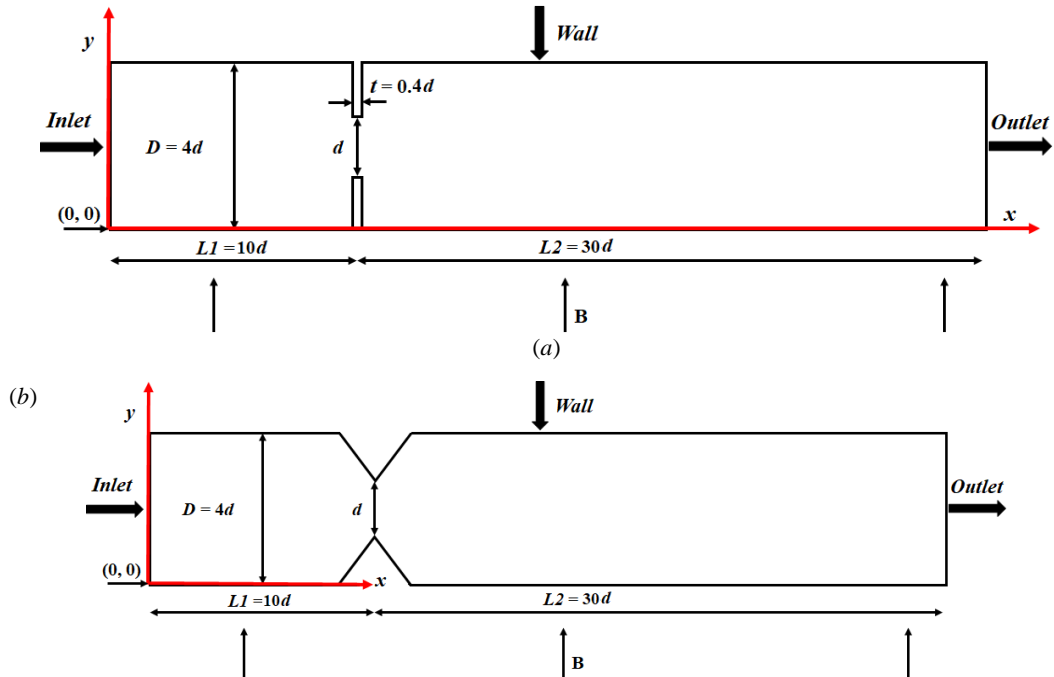 y
Wall
t = 0.4d
Inlet
Outlet
D = 4d
d
(0, 0)
x
L1 = 10d
L2 = 30d
B
(a)
(b)
y
Wall
Inlet
Outlet
D = 4d
d
(0, 0)
x
L1 = 10d
L2 = 30d
B